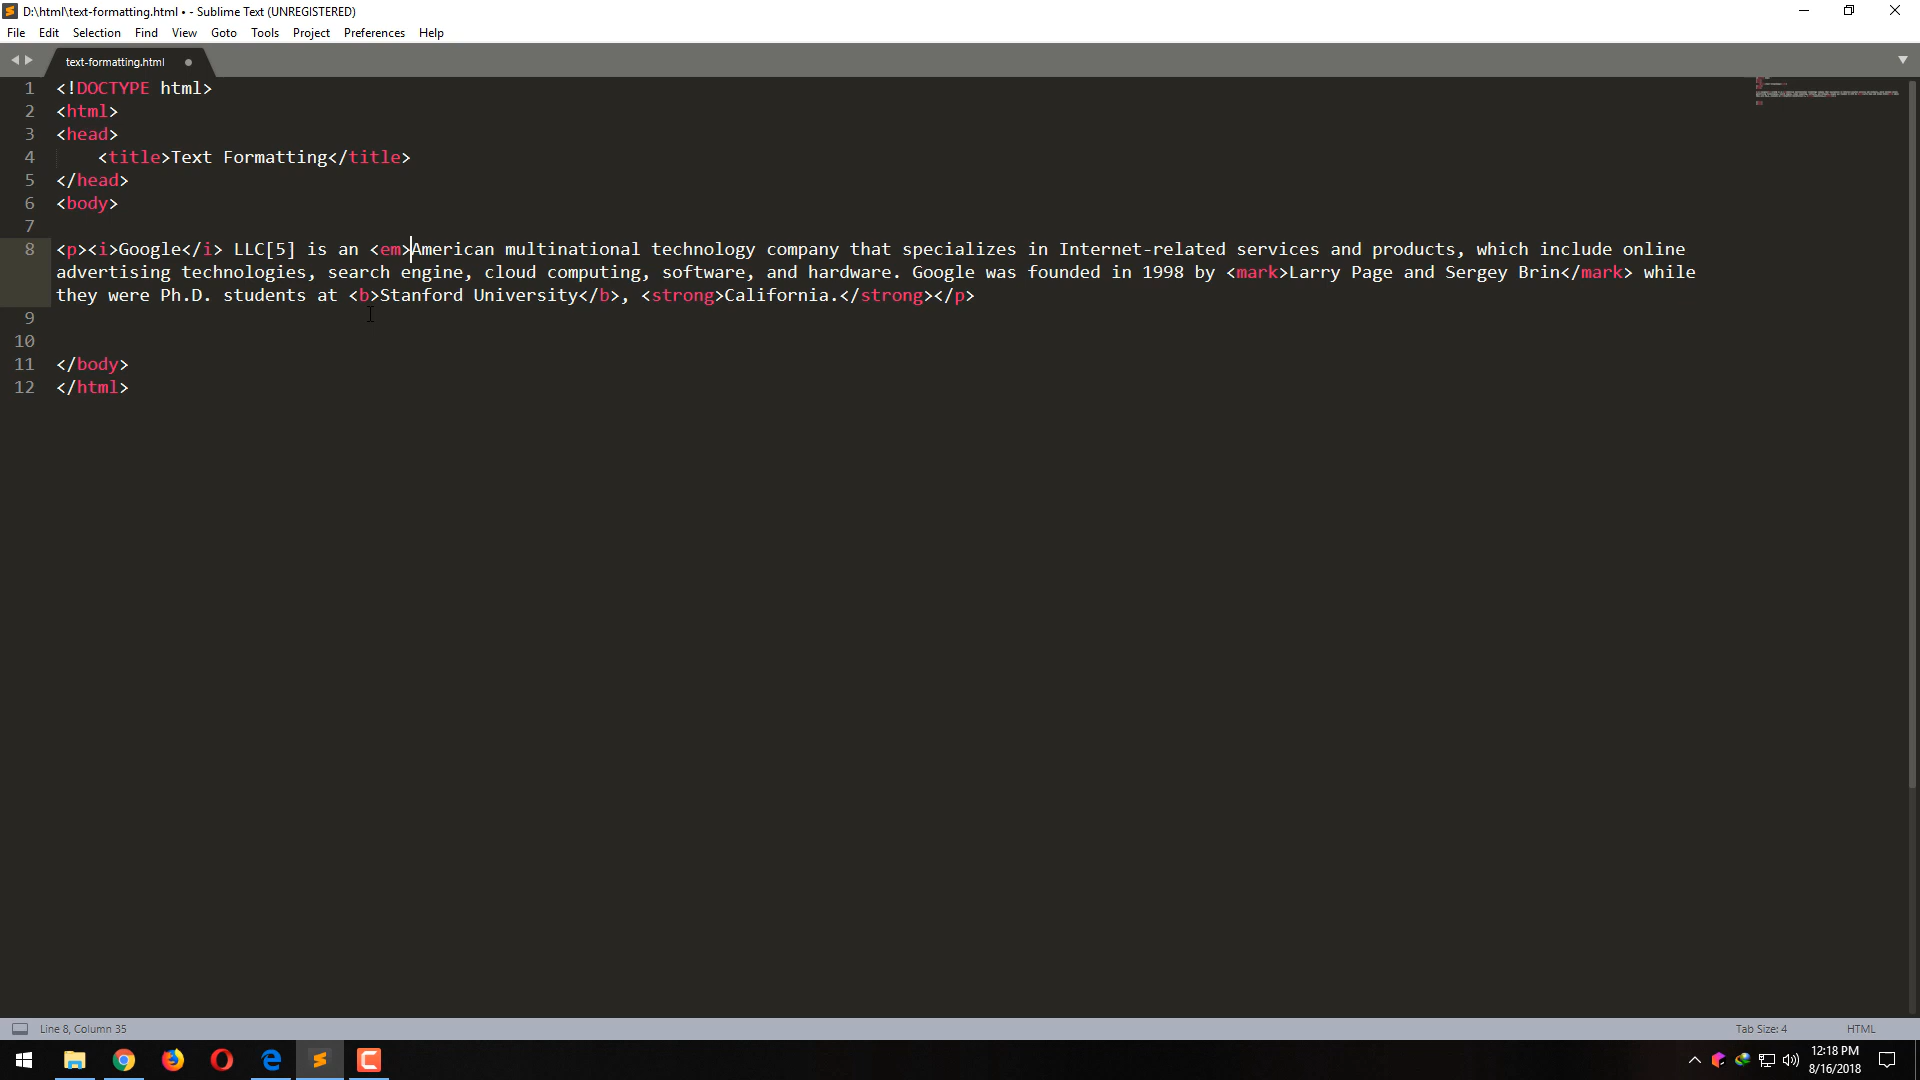 D:\html\text-formatting.html • - Sublime Text (UNREGISTERED)
File Edit Selection Find View Goto Tools Project Preferences Help
text-formatting.html
1 <!DOCTYPE html>
2 <html>
3 <head>
4 <title>Text Formatting</title>
5 </head>
6 <body>
7
8 <p><i>Google</i> LLC[5] is an <em>American multinational technology company that specializes in Internet-related services and products, which include online
advertising technologies, search engine, cloud computing, software, and hardware. Google was founded in 1998 by <mark>Larry Page and Sergey Brin</mark> while
they were Ph.D. students at <b>Stanford University</b>, <strong>California.</strong></p>
9
10
11 </body>
12 </html>
Line 8, Column 35 Tab Size: 4 HTML
12:18 PM
8/16/2018